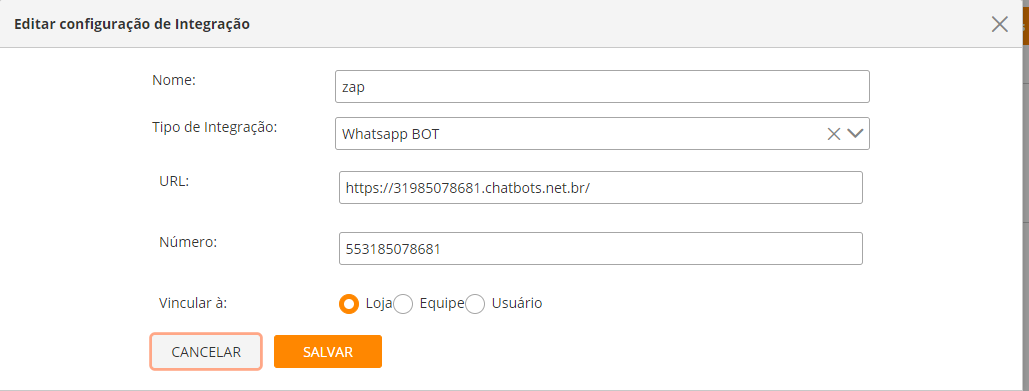 Editar configuração de Integração
Nome:
zap
Tipo de Integração:
Whatsapp BOT
URL:
https://31985078681.chatbots.net.br/
Número:
553185078681
Vincular à:
Loja Equipe Usuário
CANCELAR SALVAR